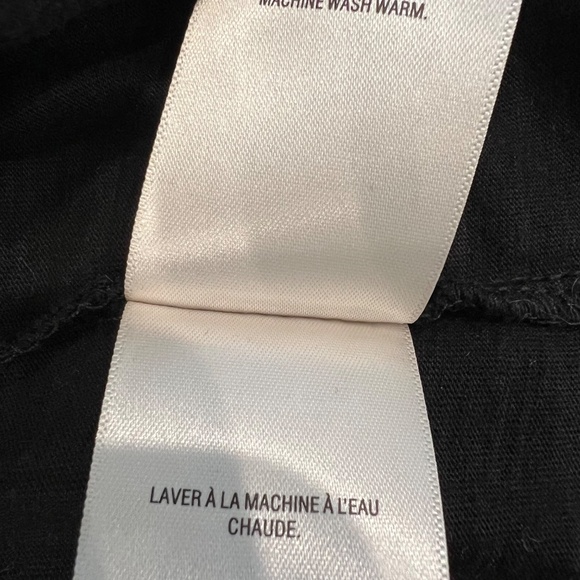 MACHINE WASH WARM.
LAVER À LA MACHINE À L'EAU
CHAUDE.